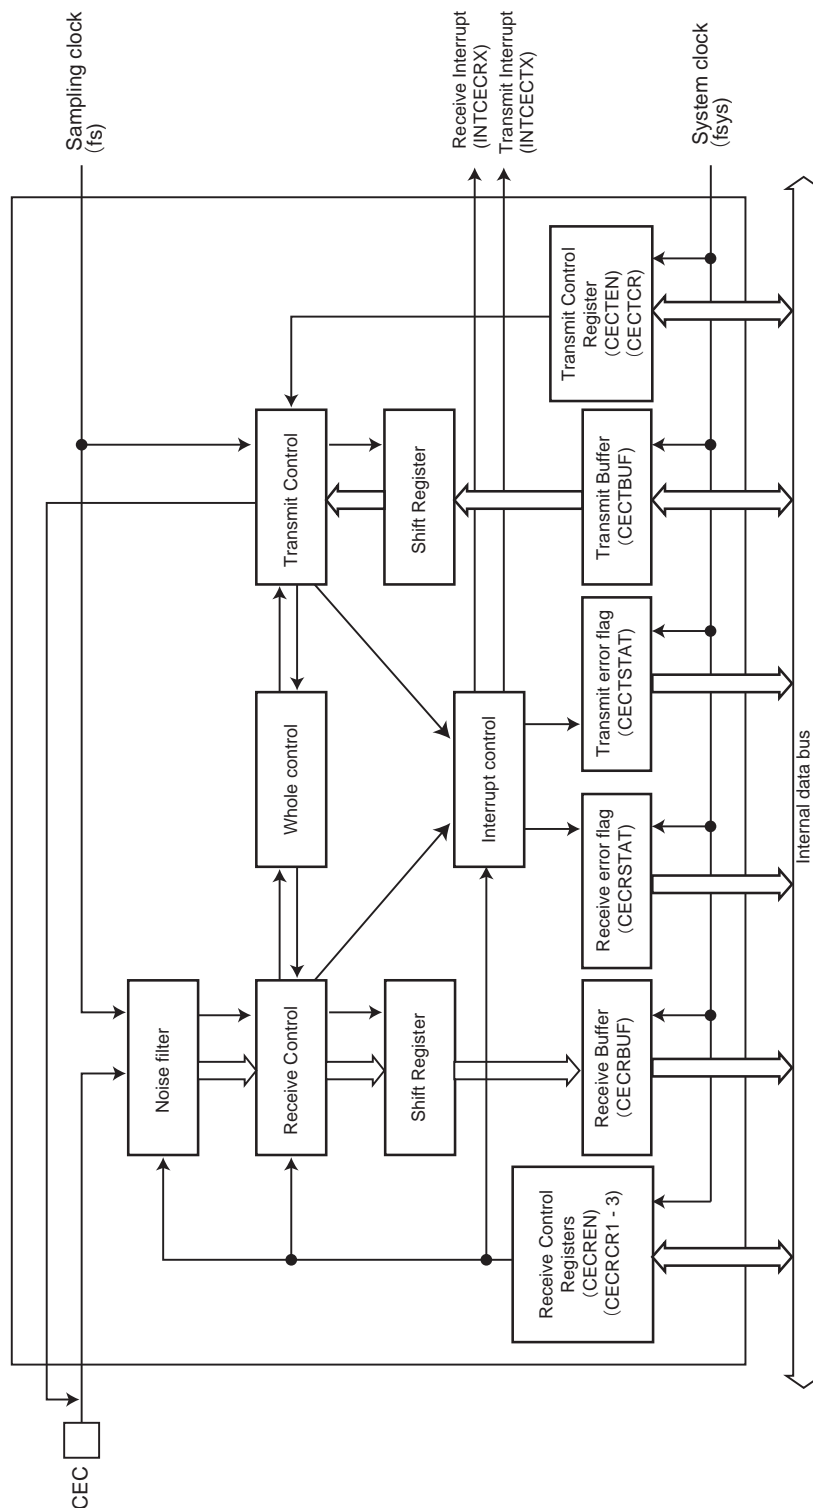 CEC
Sampling clock
(fs)
Noise filter
Receive Control
Whole control
Transmit Control
Shift Register
Shift Register
Interrupt control
Receive Interrupt
(INTCECRX)
Transmit Interrupt
(INTCECTX)
Receive Control
Registers
(CECREN)
(CECRCR1 - 3)
Receive Buffer
(CECRBUF)
Receive error flag
(CECRSTAT)
Transmit error flag
(CECTSTAT)
Transmit Buffer
(CECTBUF)
Transmit Control
Register
(CECTEN)
(CECTCR)
System clock
(fsys)
Internal data bus